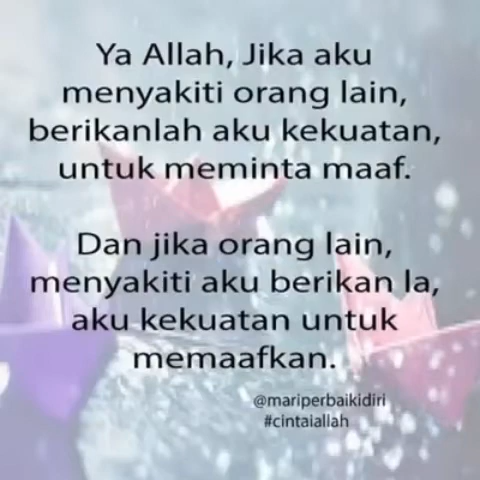 Ya Allah, Jika aku
menyakiti orang lain,
berikanlah aku kekuatan,
untuk meminta maaf.
Dan jika orang lain,
menyakiti aku berikan la,
aku kekuatan untuk
memaafkan.
@mariperbaikidiri
#cintaiallah